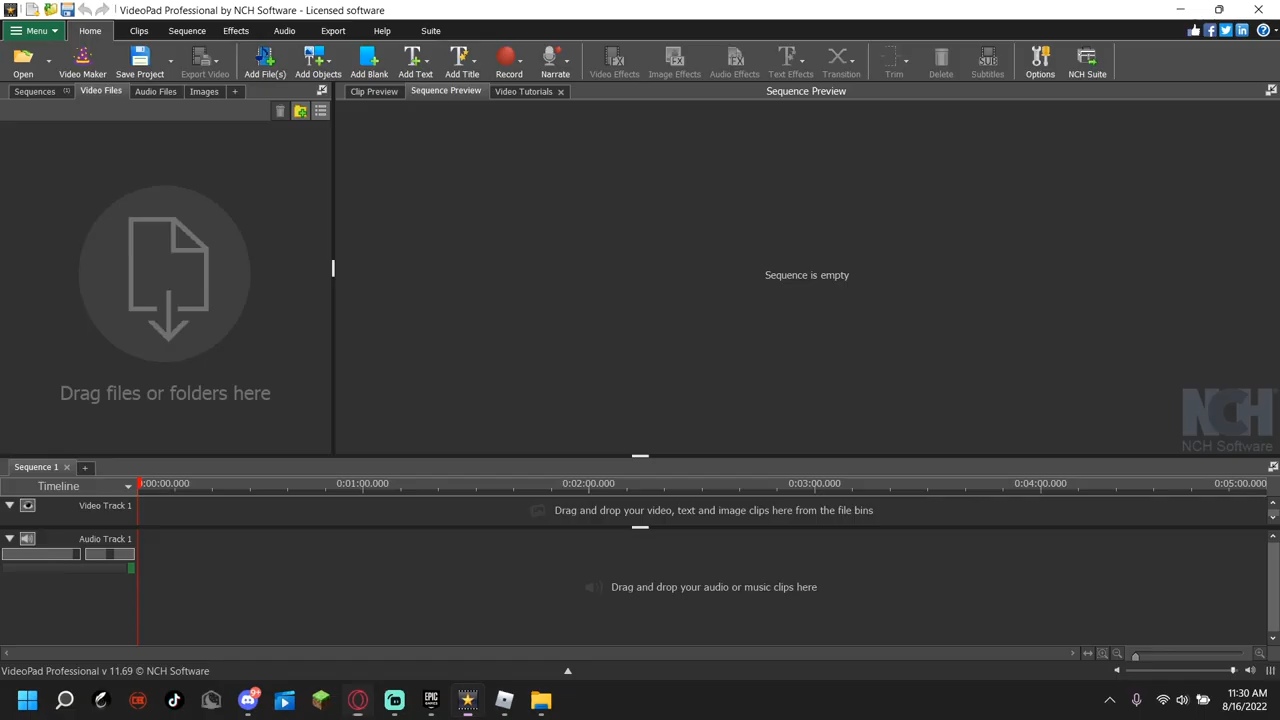 VideoPad Professional by NCH Software - Licensed software
Menu Home Clips Sequence Effects Audio Export Help Suite
Open Video Maker Save Project Export Video Add File(s) Add Objects Add Blank Add Text Add Title Record Narrate Video Effects Image Effects Audio Effects Text Effects Transition Trim Delete Subtitles Options NCH Suite
Sequences (1) Video Files Audio Files Images + Clip Preview Sequence Preview Video Tutorials Sequence Preview
Drag files or folders here
Sequence is empty
NCH
NCH Software
Sequence 1
Timeline 0:00:00.000 0:01:00.000 0:02:00.000 0:03:00.000 0:04:00.000 0:05:00.000
Video Track 1 Drag and drop your video, text and image clips here from the file bins
Audio Track 1
Drag and drop your audio or music clips here
VideoPad Professional v 11.69 © NCH Software
EPIC GAMES
11:30 AM
8/16/2022